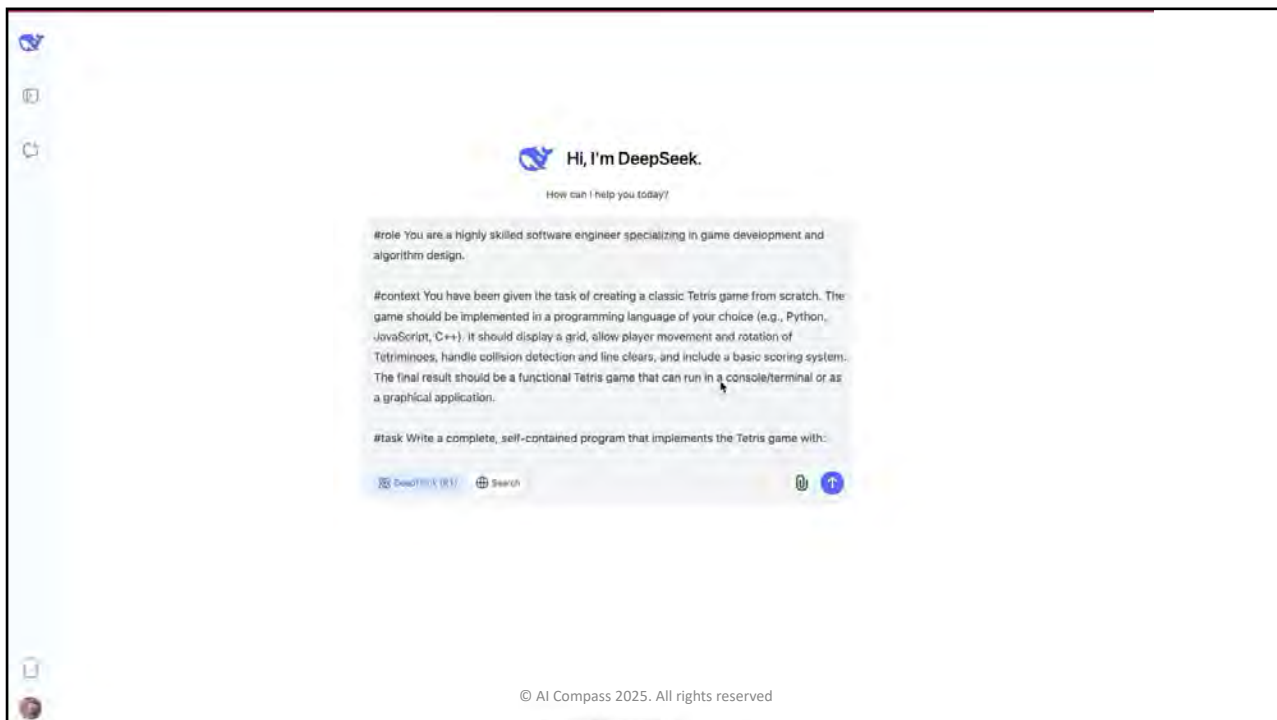 Hi, I'm DeepSeek.
How can I help you today?
#role You are a highly skilled software engineer specializing in game development and
algorithm design.
#context You have been given the task of creating a classic Tetris game from scratch. The
game should be implemented in a programming language of your choice (e.g., Python,
JavaScript, C++). It should display a grid, allow player movement and rotation of
Tetriminoes, handle collision detection and line clears, and include a basic scoring system.
The final result should be a functional Tetris game that can run in a console/terminal or as
a graphical application.
#task Write a complete, self-contained program that implements the Tetris game with:
DeepThink (R1) Search
© AI Compass 2025. All rights reserved